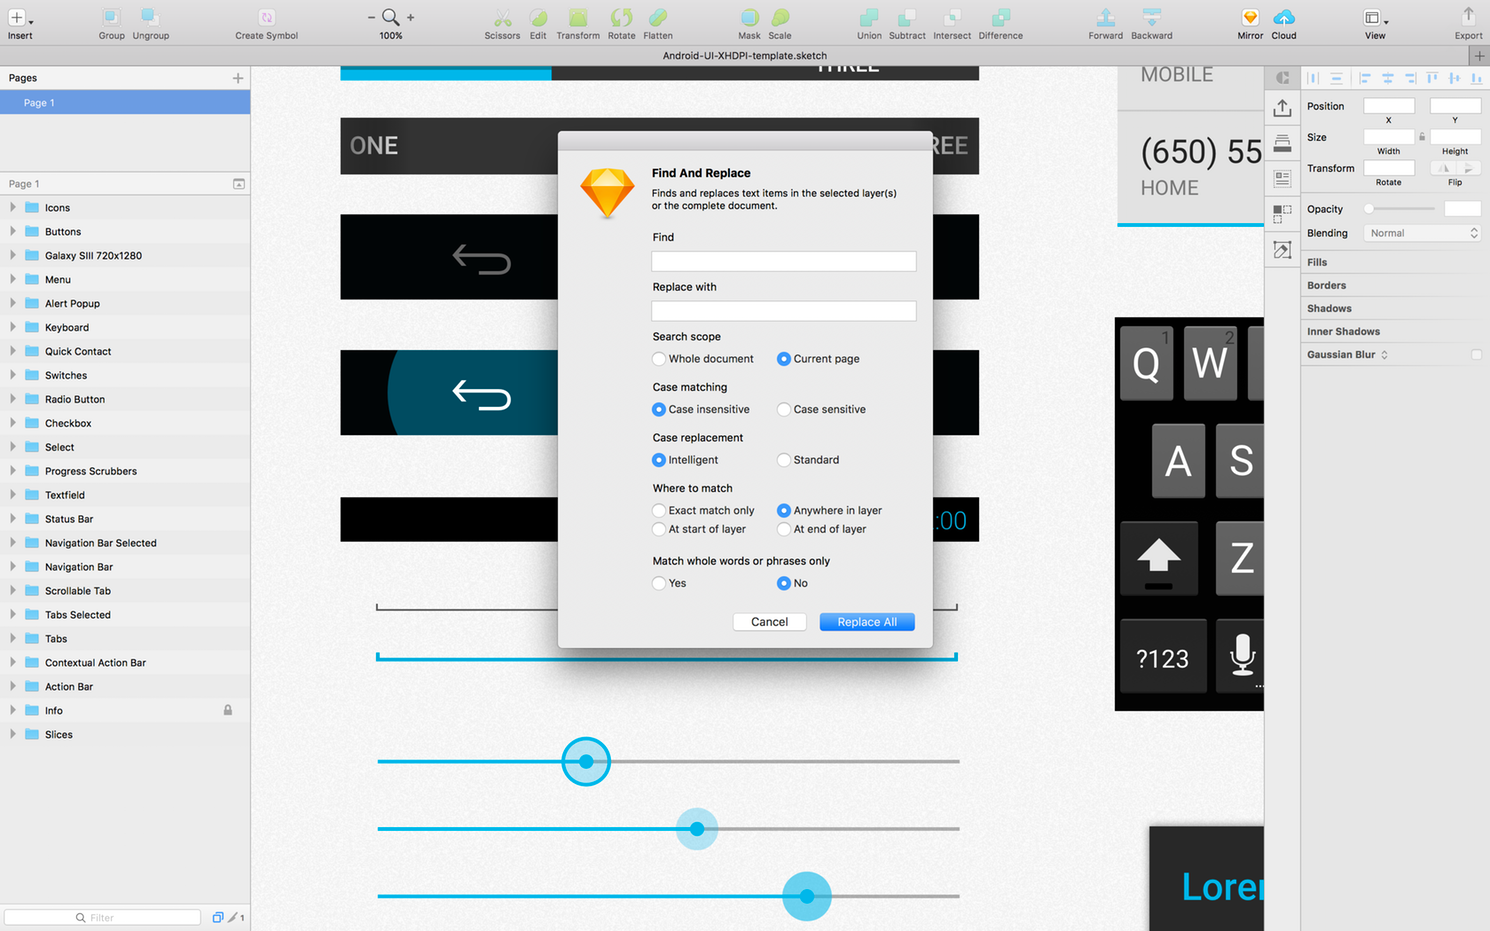 Insert
Group
Ungroup
Create Symbol
100%
Scissors
Edit
Transform
Rotate
Flatten
Mask
Scale
Union
Subtract
Intersect
Difference
Forward
Backward
Mirror
Cloud
View
Export
Android-UI-XHDPI-template.sketch
Pages
Page 1
Page 1
Icons
Buttons
Galaxy SIII 720x1280
Menu
Alert Popup
Keyboard
Quick Contact
Switches
Radio Button
Checkbox
Select
Progress Scrubbers
Textfield
Status Bar
Navigation Bar Selected
Navigation Bar
Scrollable Tab
Tabs Selected
Tabs
Contextual Action Bar
Action Bar
Info
Slices
Filter
1
THREE
ONE
REE
:00
Find And Replace
Finds and replaces text items in the selected layer(s)
or the complete document.
Find
Replace with
Search scope
Whole document
Current page
Case matching
Case insensitive
Case sensitive
Case replacement
Intelligent
Standard
Where to match
Exact match only
Anywhere in layer
At start of layer
At end of layer
Match whole words or phrases only
Yes
No
Cancel
Replace All
MOBILE
(650) 55
HOME
1
2
Q
W
A
S
Z
?123
...
Lorer
Position
X
Y
Size
Width
Height
Transform
Rotate
Flip
Opacity
Blending
Normal
Fills
Borders
Shadows
Inner Shadows
Gaussian Blur